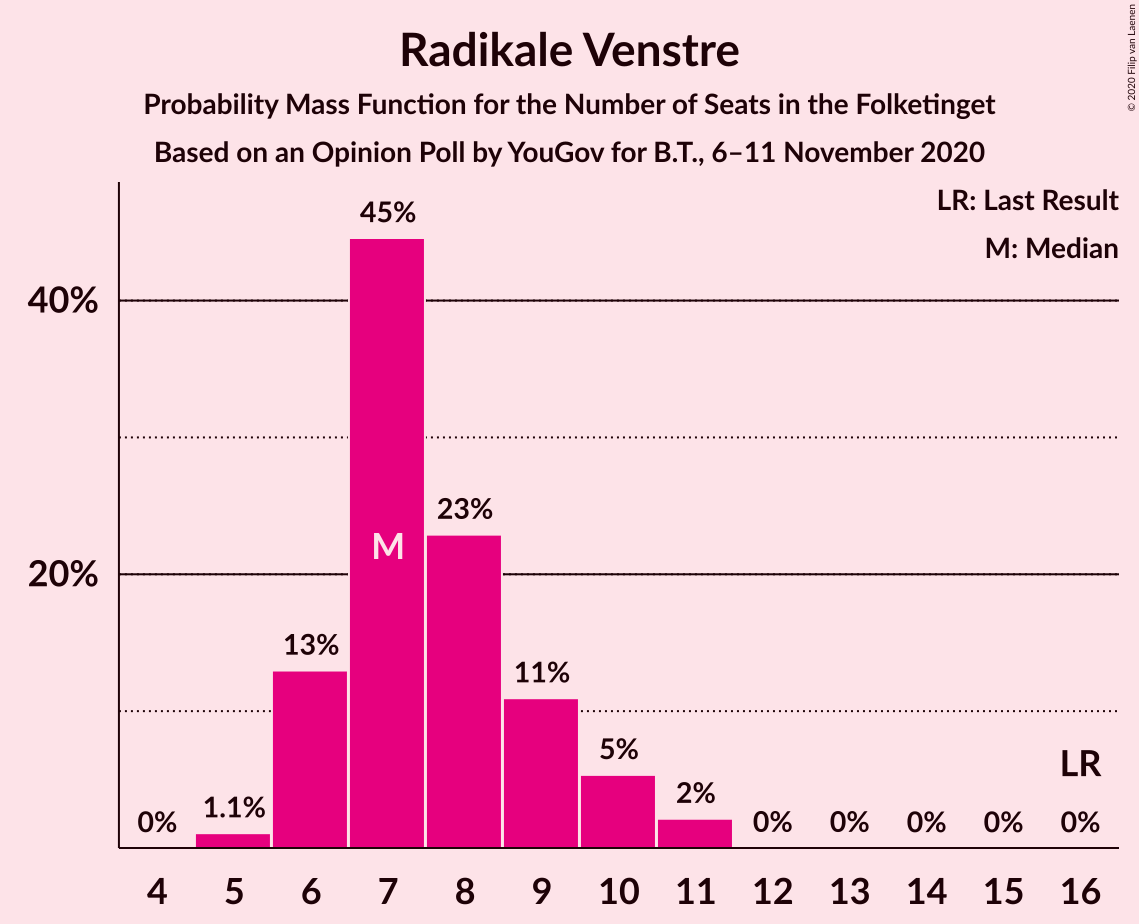 Radikale Venstre
Probability Mass Function for the Number of Seats in the Folketinget
Based on an Opinion Poll by YouGov for B.T., 6–11 November 2020
© 2020 Filip van Laenen
LR: Last Result
M: Median
45%
40%
23%
M
20%
13%
11%
5%
LR
2%
1.1%
0%
0%
0%
0%
0%
0%
4 5 6 7 8 9 10 11 12 13 14 15 16